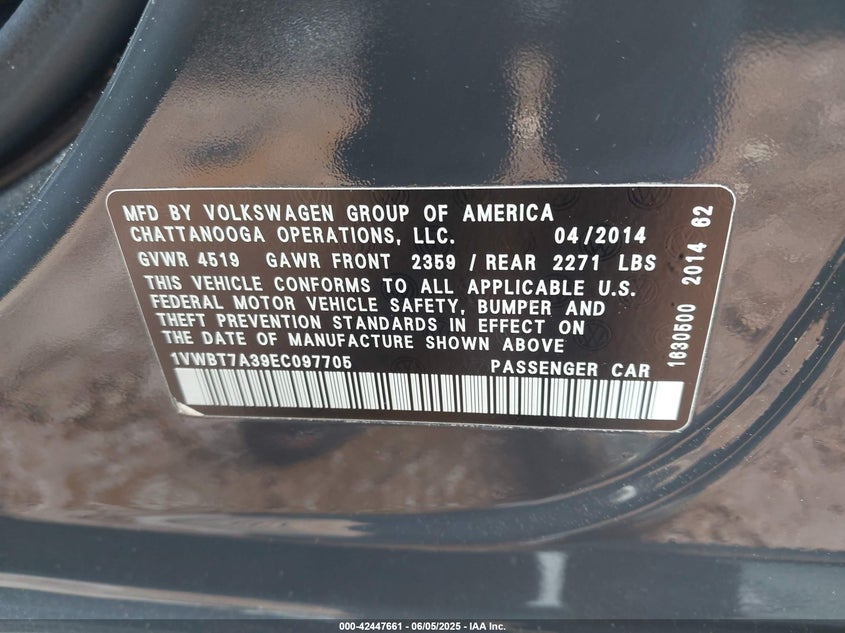 MFD BY VOLKSWAGEN GROUP OF AMERICA
CHATTANOOGA OPERATIONS, LLC. 04/2014
GVWR 4519 GAWR FRONT 2359 / REAR 2271 LBS
THIS VEHICLE CONFORMS TO ALL APPLICABLE U.S.
FEDERAL MOTOR VEHICLE SAFETY, BUMPER AND
THEFT PREVENTION STANDARDS IN EFFECT ON
THE DATE OF MANUFACTURE SHOWN ABOVE
1VWBT7A39EC097705 PASSENGER CAR
1630500 2014 62
000-42447661 - 06/05/2025 - IAA Inc.